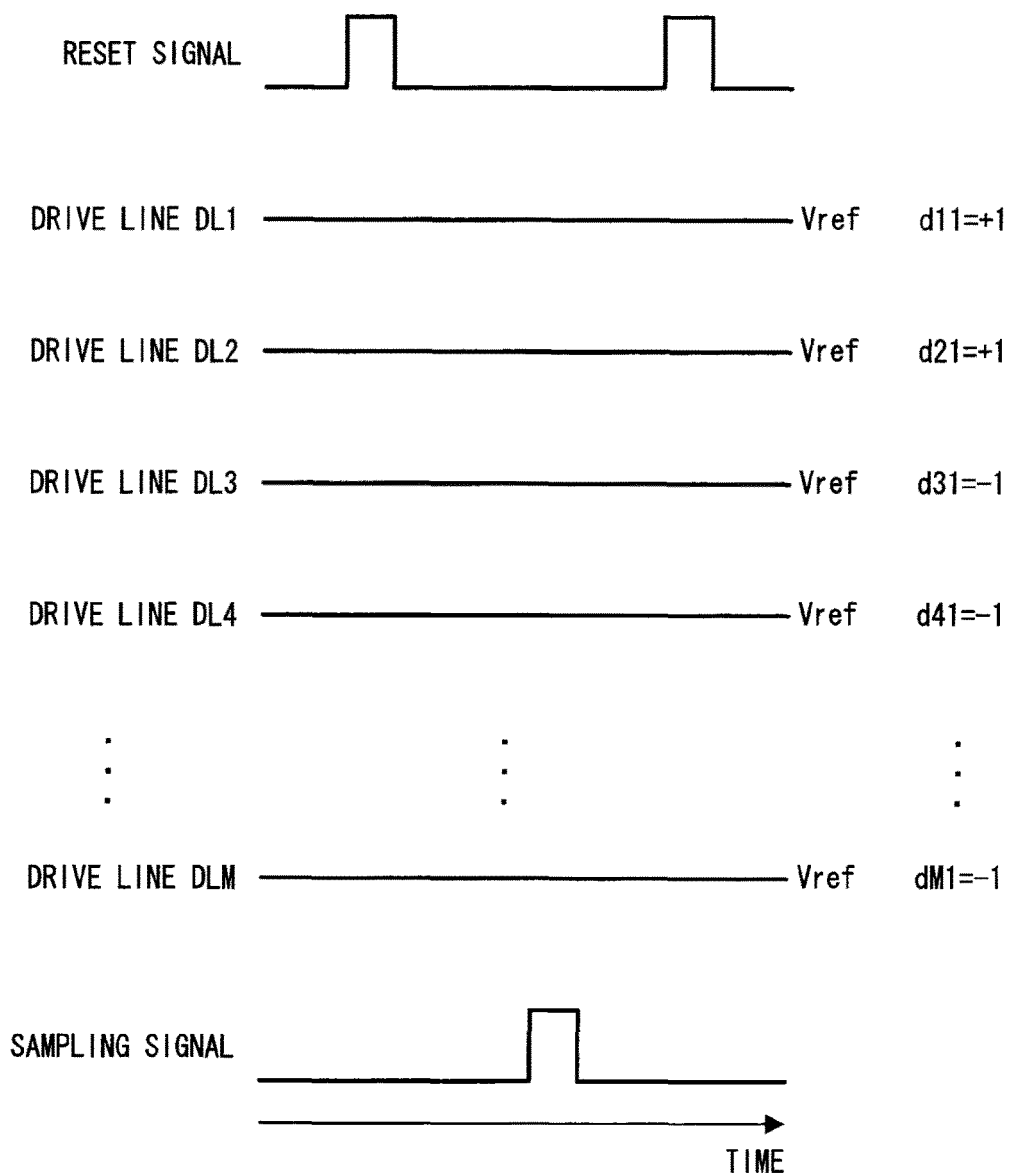 RESET SIGNAL
DRIVE LINE DL1 Vref d11=+1
DRIVE LINE DL2 Vref d21=+1
DRIVE LINE DL3 Vref d31=-1
DRIVE LINE DL4 Vref d41=-1
DRIVE LINE DLM Vref dM1=-1
SAMPLING SIGNAL
TIME